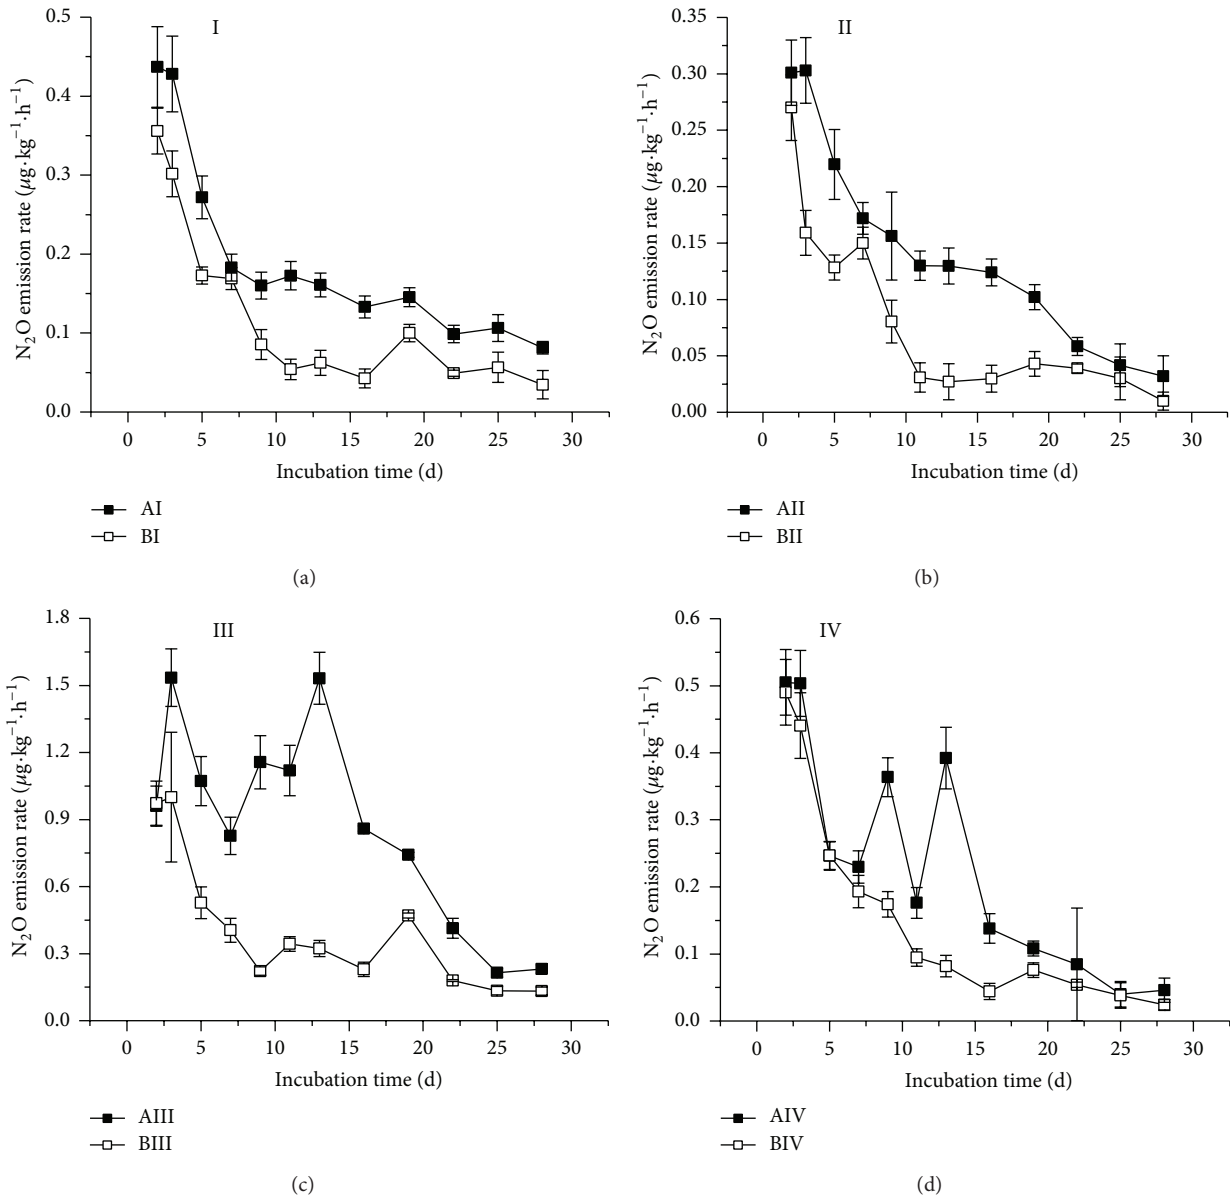 I
N₂O emission rate (μg·kg⁻¹·h⁻¹)
0.5
0.4
0.3
0.2
0.1
0.0
0 5 10 15 20 25 30
Incubation time (d)
AI
BI
(a)
II
N₂O emission rate (μg·kg⁻¹·h⁻¹)
0.35
0.30
0.25
0.20
0.15
0.10
0.05
0.00
0 5 10 15 20 25 30
Incubation time (d)
AII
BII
(b)
III
N₂O emission rate (μg·kg⁻¹·h⁻¹)
1.8
1.5
1.2
0.9
0.6
0.3
0.0
0 5 10 15 20 25 30
Incubation time (d)
AIII
BIII
(c)
IV
N₂O emission rate (μg·kg⁻¹·h⁻¹)
0.6
0.5
0.4
0.3
0.2
0.1
0.0
0 5 10 15 20 25 30
Incubation time (d)
AIV
BIV
(d)